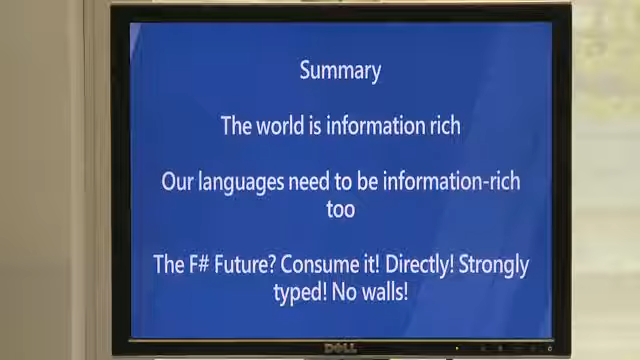 Summary
The world is information rich
Our languages need to be information-rich
too
The F# Future? Consume it! Directly! Strongly
typed! No walls!
DELL